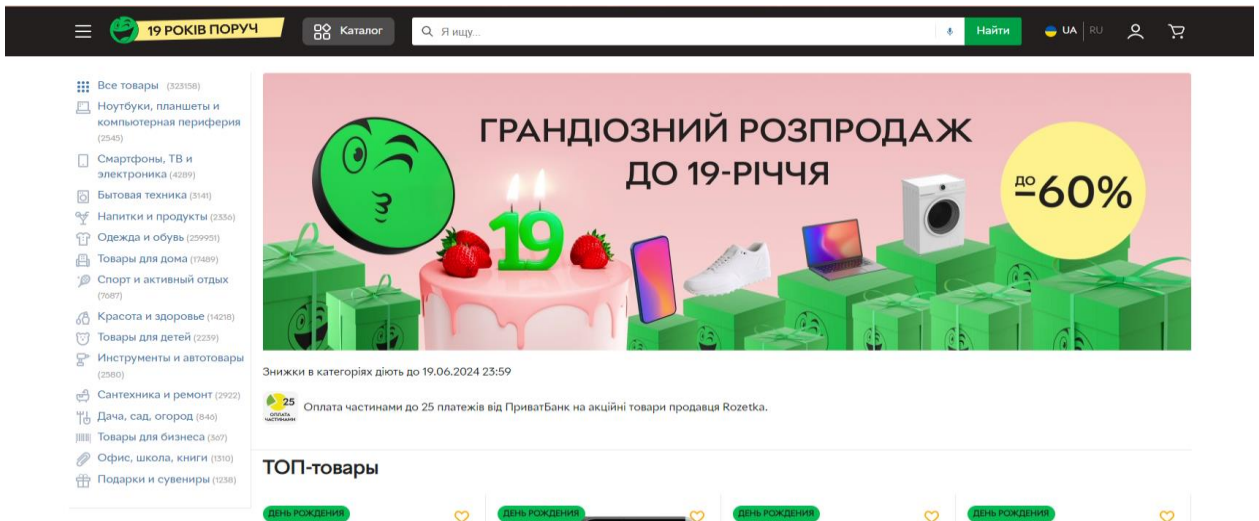 19 РОКІВ ПОРУЧ
Каталог
Я ищу...
Найти
UA
RU
Все товары (323158)
Ноутбуки, планшеты и
компьютерная периферия
(2545)
Смартфоны, ТВ и
электроника (4289)
Бытовая техника (3141)
Напитки и продукты (2336)
Одежда и обувь (259951)
Товары для дома (17489)
Спорт и активный отдых
(7687)
Красота и здоровье (14218)
Товары для детей (2239)
Инструменты и автотовары
(2580)
Сантехника и ремонт (2922)
Дача, сад, огород (846)
Товары для бизнеса (367)
Офис, школа, книги (1310)
Подарки и сувениры (1238)
ГРАНДІОЗНИЙ РОЗПРОДАЖ
ДО 19-РІЧЧЯ
19
ДО -60%
Знижки в категоріях діють до 19.06.2024 23:59
25
ОПЛАТА
ЧАСТИНАМИ
Оплата частинами до 25 платежів від ПриватБанк на акційні товари продавця Rozetka.
ТОП-товары
ДЕНЬ РОЖДЕНИЯ
ДЕНЬ РОЖДЕНИЯ
ДЕНЬ РОЖДЕНИЯ
ДЕНЬ РОЖДЕНИЯ